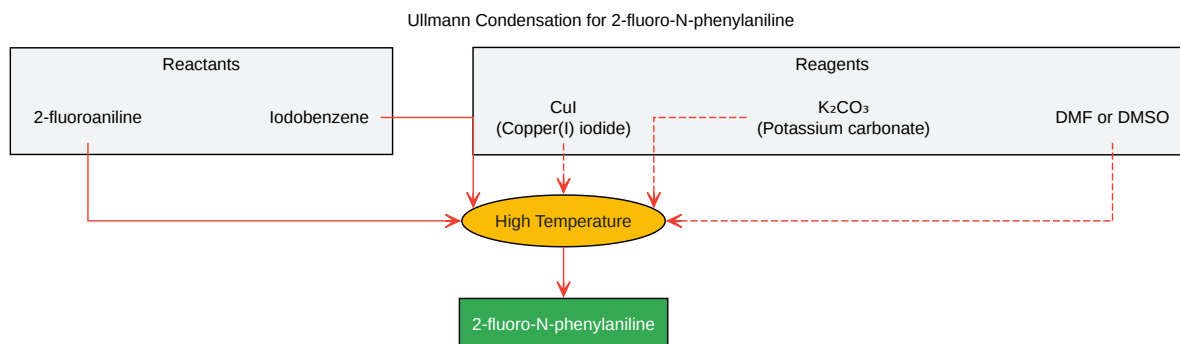 Ullmann Condensation for 2-fluoro-N-phenylaniline
Reactants
2-fluoroaniline
Iodobenzene
Reagents
CuI
(Copper(I) iodide)
K₂CO₃
(Potassium carbonate)
DMF or DMSO
High Temperature
2-fluoro-N-phenylaniline